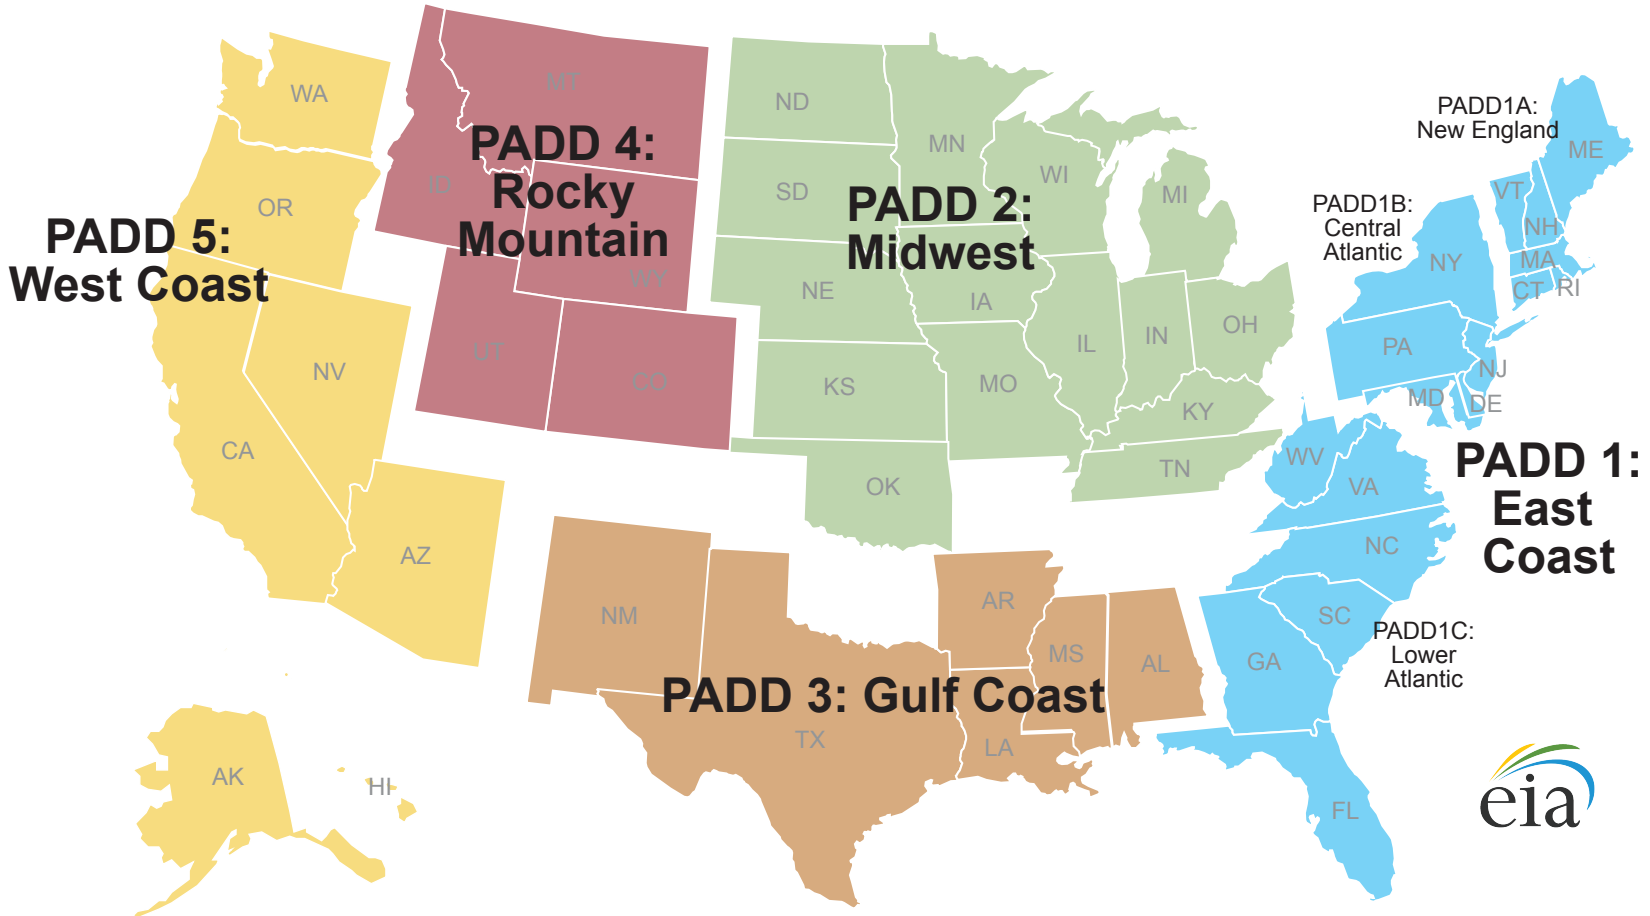 PADD 5:
West Coast
WA
OR
NV
CA
AZ
AK
HI
PADD 4:
Rocky
Mountain
MT
ID
WY
UT
CO
PADD 2:
Midwest
ND
MN
SD
WI
MI
NE
IA
IL
IN
OH
KS
MO
KY
OK
TN
PADD 3: Gulf Coast
NM
AR
MS
AL
TX
LA
PADD1A:
New England
ME
VT
NH
MA
CT
RI
PADD1B:
Central
Atlantic
NY
PA
NJ
MD
DE
PADD 1:
East
Coast
WV
VA
NC
SC
GA
FL
PADD1C:
Lower
Atlantic
eia